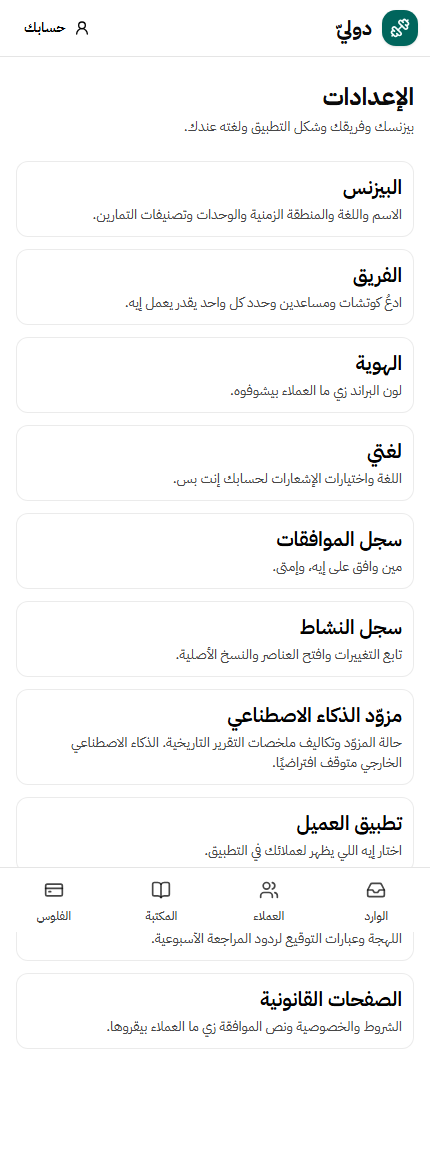 دوليّ
حسابك
الإعدادات
بيزنسك وفريقك وشكل التطبيق ولغته عندك.
البيزنس
الاسم واللغة والمنطقة الزمنية والوحدات وتصنيفات التمارين.
الفريق
ادعُ كوتشات ومساعدين وحدد كل واحد يقدر يعمل إيه.
الهوية
لون البراند زي ما العملاء بيشوفوه.
لغتي
اللغة واختيارات الإشعارات لحسابك إنت بس.
سجل الموافقات
مين وافق على إيه، وإمتى.
سجل النشاط
تابع التغييرات وافتح العناصر والنسخ الأصلية.
مزوّد الذكاء الاصطناعي
حالة المزوّد وتكاليف ملخصات التقرير التاريخية. الذكاء الاصطناعي
الخارجي متوقف افتراضيًا.
تطبيق العميل
اختار إيه اللي يظهر لعملائك في التطبيق.
الوارد
العملاء
المكتبة
الفلوس
اللهجة وعبارات التوقيع لردود المراجعة الأسبوعية.
الصفحات القانونية
الشروط والخصوصية ونص الموافقة زي ما العملاء بيقروها.